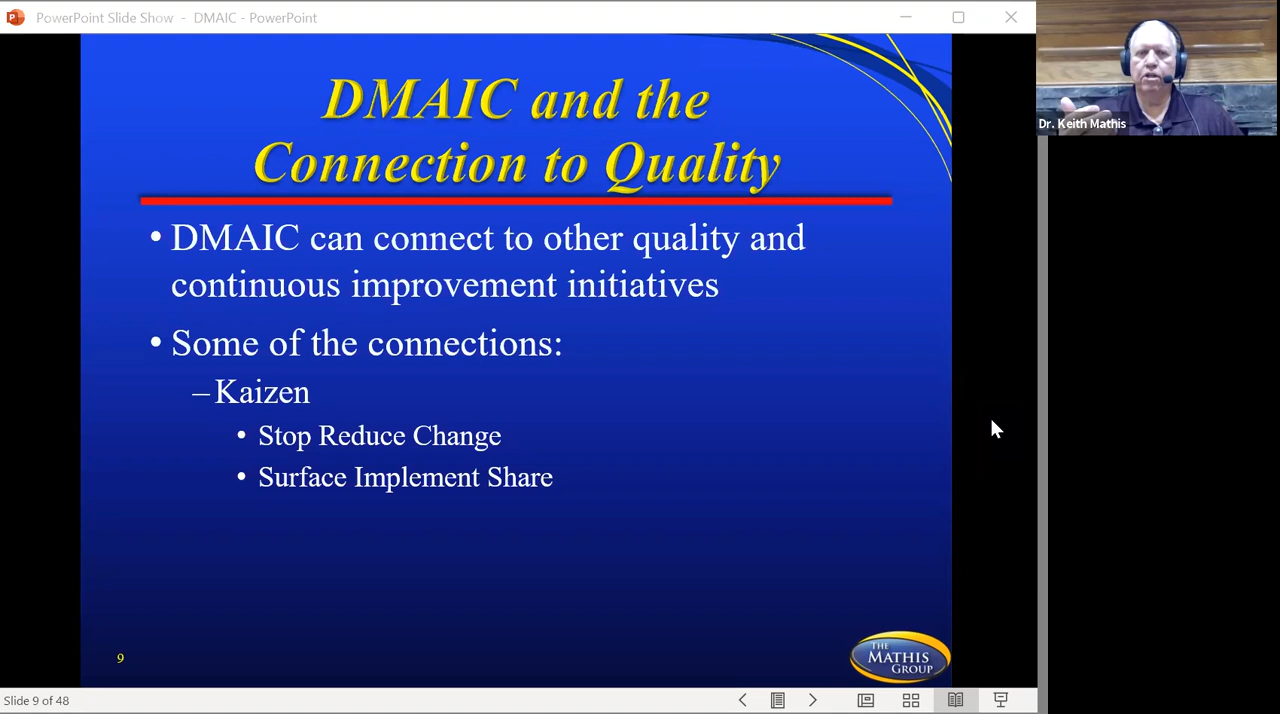 PowerPoint Slide Show - DMAIC - PowerPoint
DMAIC and the
Connection to Quality
• DMAIC can connect to other quality and
continuous improvement initiatives
• Some of the connections:
– Kaizen
• Stop Reduce Change
• Surface Implement Share
9
THE
MATHIS
GROUP
Slide 9 of 48
Dr. Keith Mathis